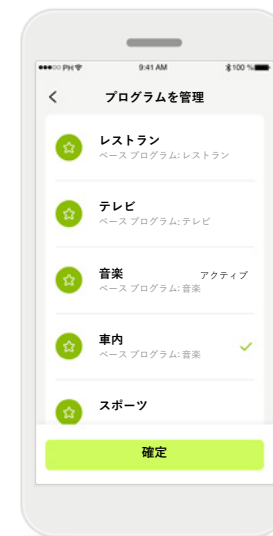 PH 9:41 AM 100 %
プログラムを管理
レストラン
ベース プログラム: レストラン
テレビ
ベース プログラム: テレビ
音楽 アクティブ
ベース プログラム: 音楽
車内
ベース プログラム: 音楽
スポーツ
確定